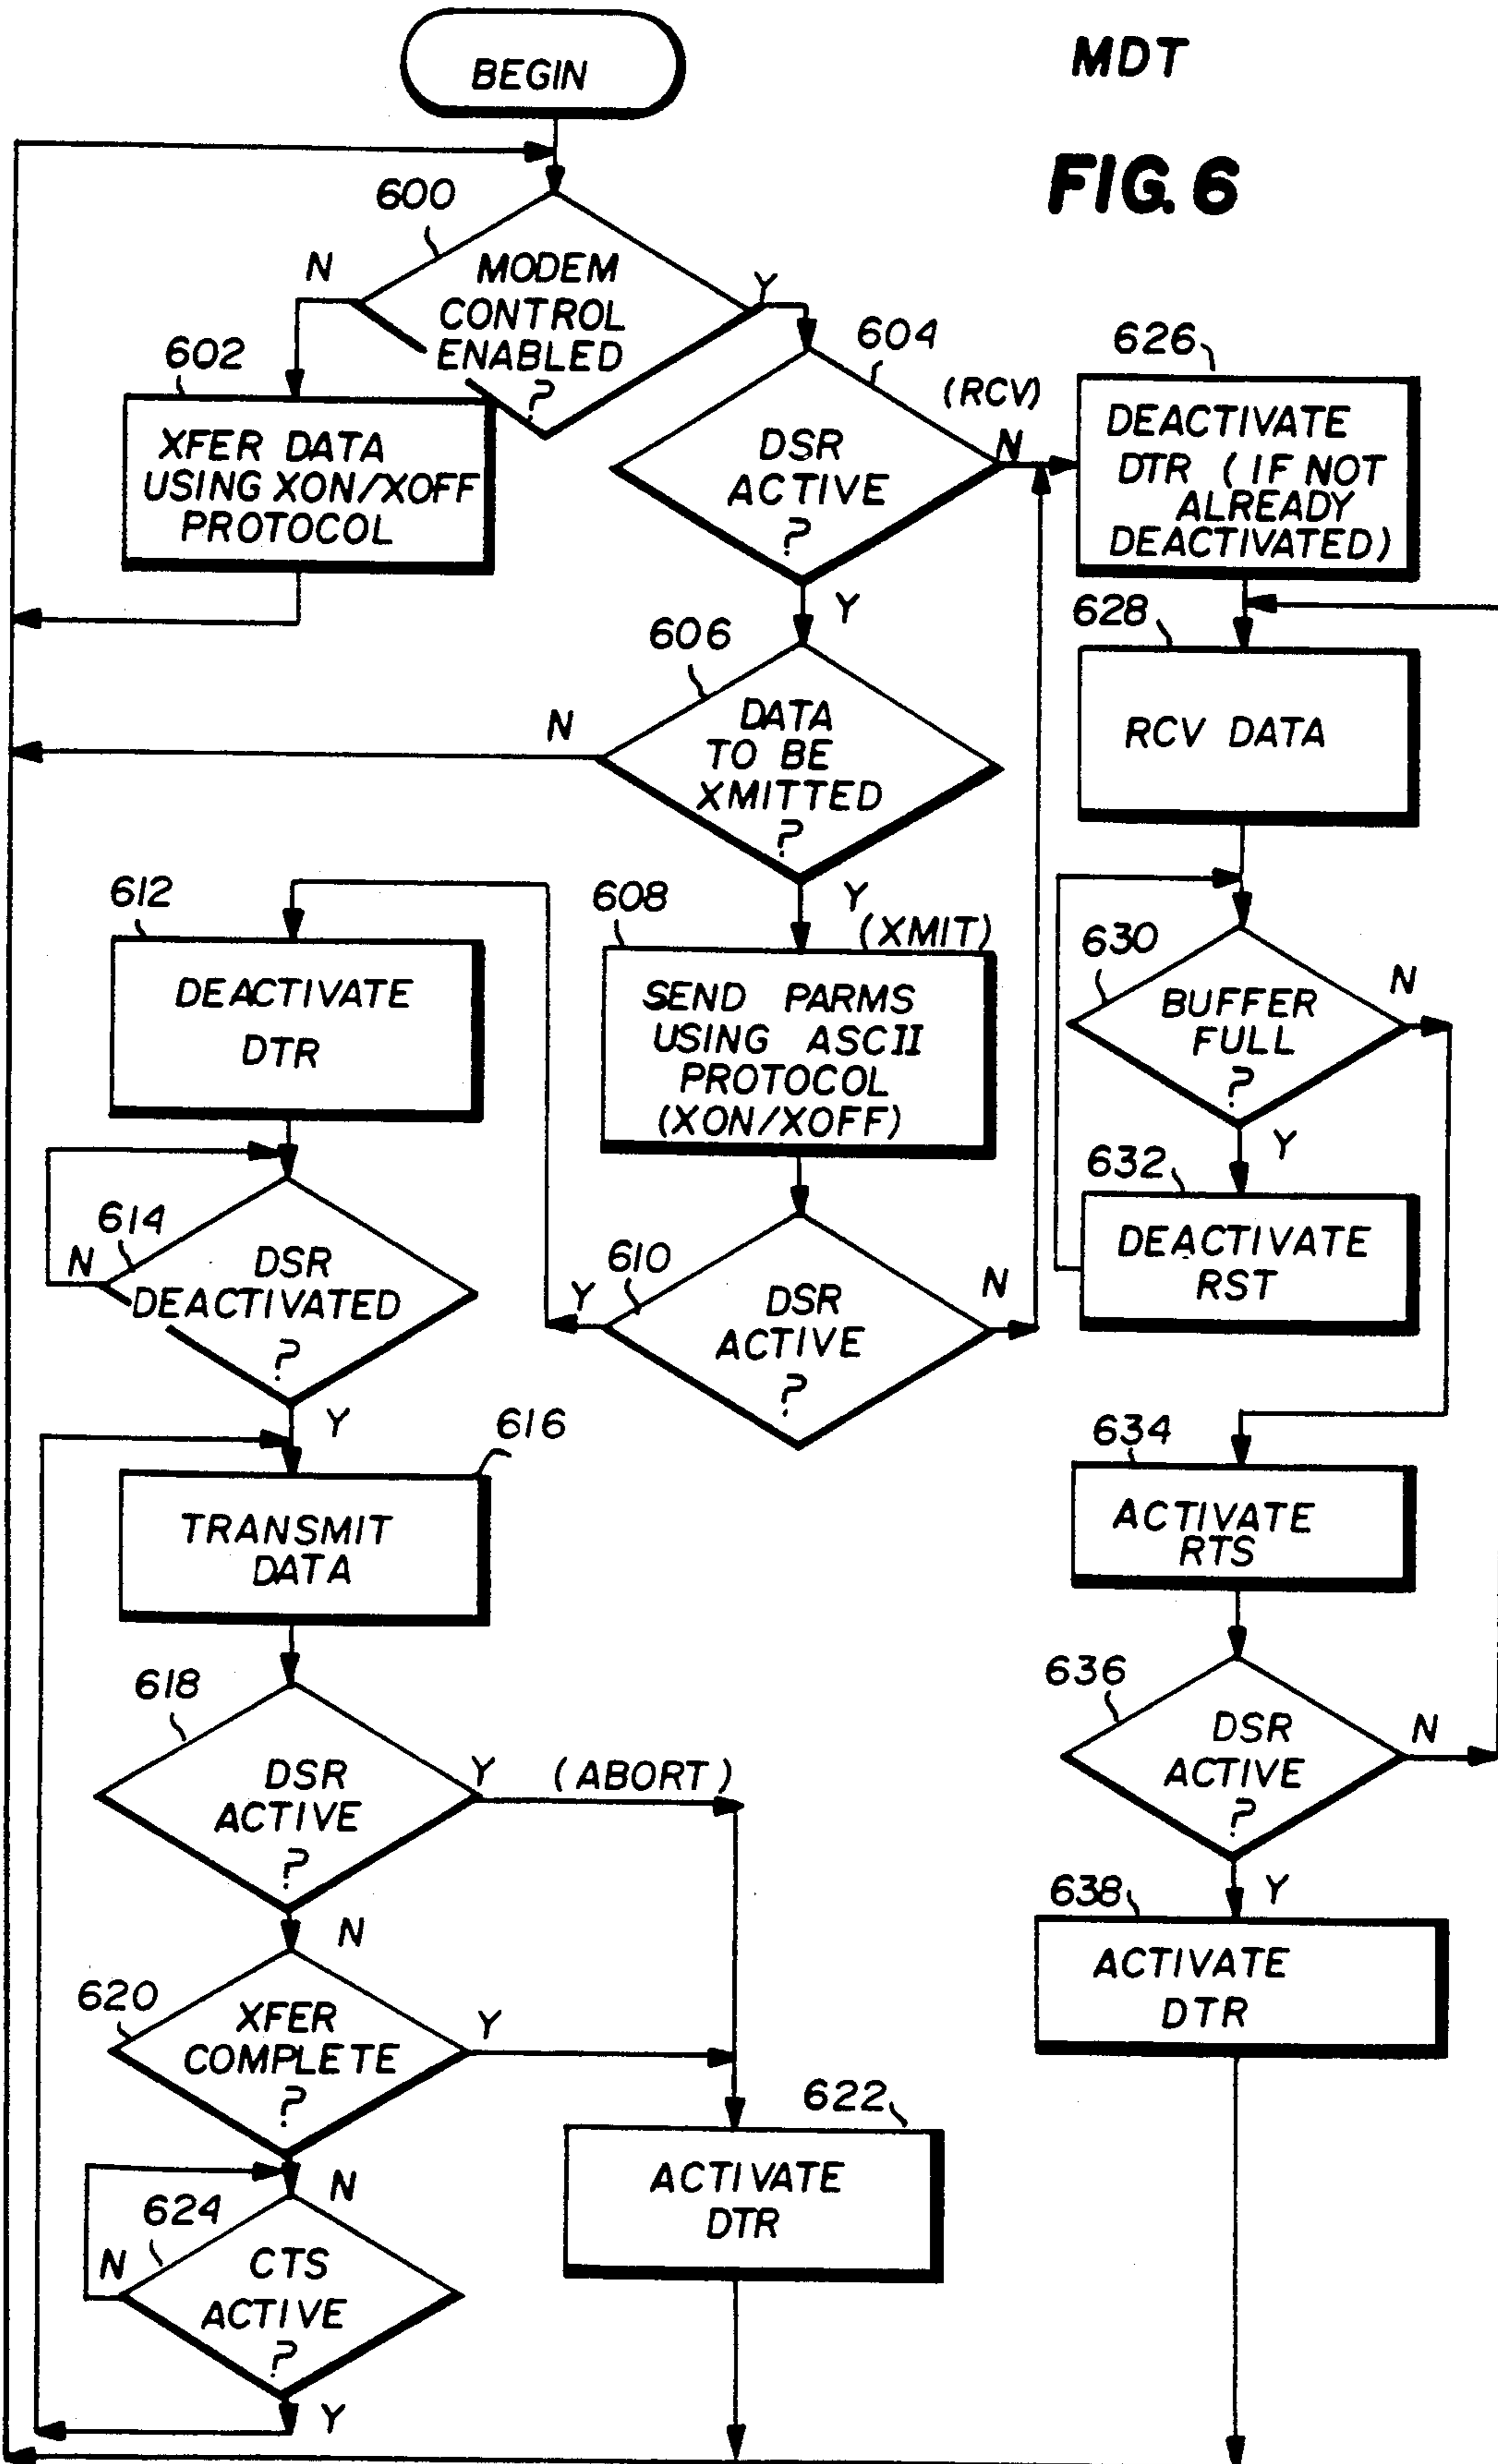 MDT
FIG. 6
BEGIN
600
MODEM
CONTROL
ENABLED
?
N
Y
602
XFER DATA
USING XON/XOFF
PROTOCOL
604
DSR
ACTIVE
?
(RCV)
N
Y
626
DEACTIVATE
DTR (IF NOT
ALREADY
DEACTIVATED)
606
DATA
TO BE
XMITTED
?
N
Y
(XMIT)
628
RCV DATA
608
SEND PARMS
USING ASCII
PROTOCOL
(XON/XOFF)
612
DEACTIVATE
DTR
630
BUFFER
FULL
?
N
Y
632
DEACTIVATE
RST
610
DSR
ACTIVE
?
Y
N
614
DSR
DEACTIVATED
?
N
Y
616
TRANSMIT
DATA
634
ACTIVATE
RTS
618
DSR
ACTIVE
?
Y
(ABORT)
N
636
DSR
ACTIVE
?
N
Y
638
ACTIVATE
DTR
620
XFER
COMPLETE
?
Y
N
622
ACTIVATE
DTR
624
CTS
ACTIVE
?
N
Y